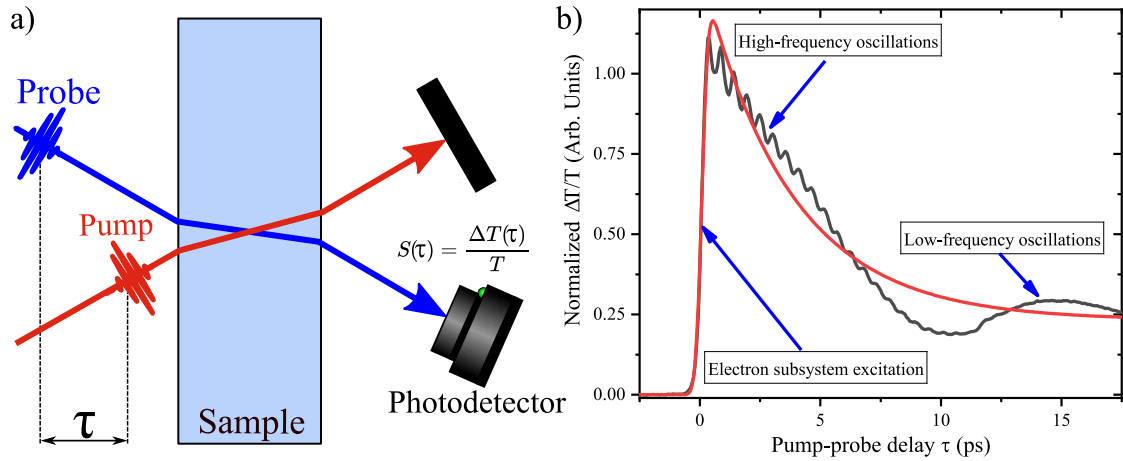 a)
Probe
Pump
S(τ) = ΔT(τ)/T
τ
Sample
Photodetector
b)
Normalized ΔT/T (Arb. Units)
1.00
0.75
0.50
0.25
0.00
High-frequency oscillations
Low-frequency oscillations
Electron subsystem excitation
0
5
10
15
Pump-probe delay τ (ps)